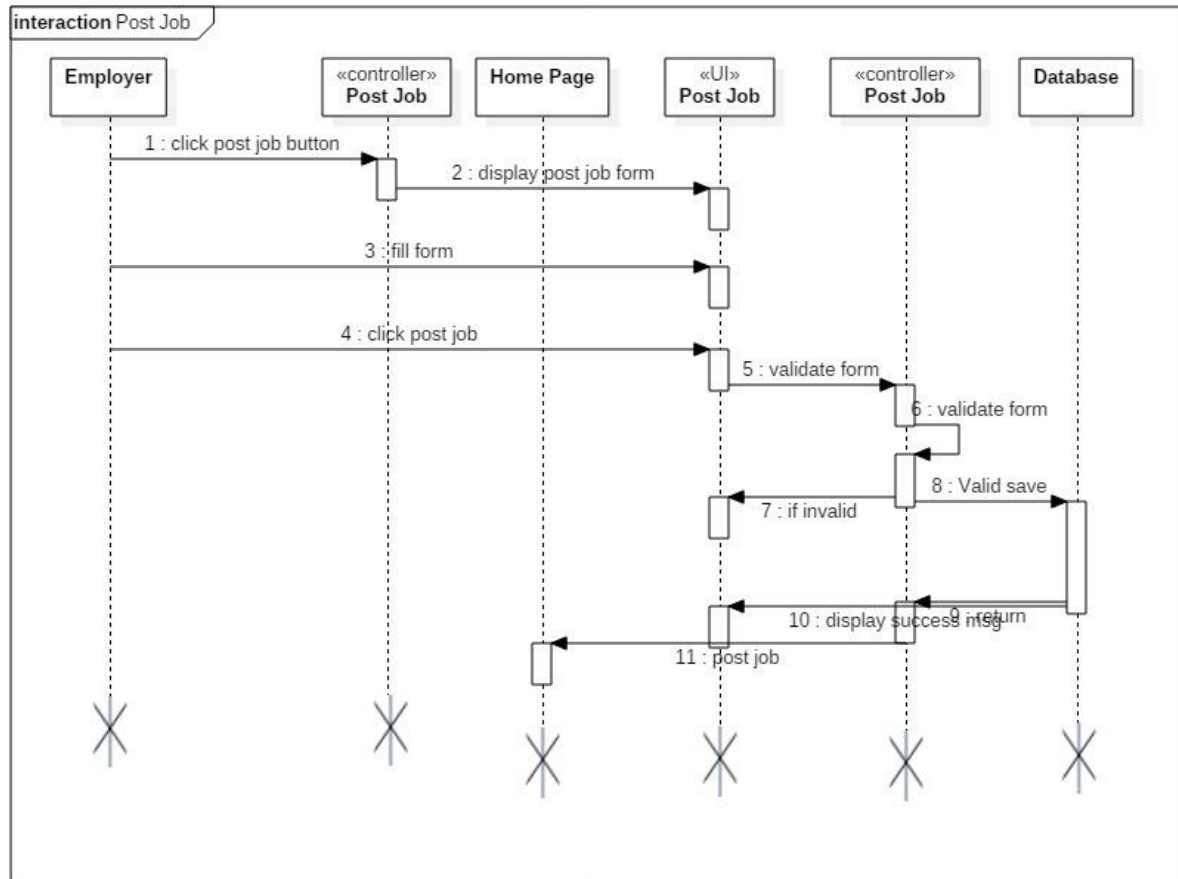 interaction Post Job
Employer
«controller»
Post Job
Home Page
«UI»
Post Job
«controller»
Post Job
Database
1 : click post job button
2 : display post job form
3 : fill form
4 : click post job
5 : validate form
6 : validate form
8 : Valid save
7 : if invalid
9 : return
10 : display success msg
11 : post job